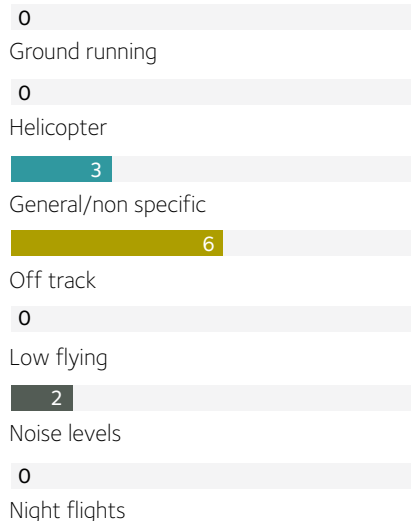 0
Ground running
0
Helicopter
3
General/non specific
6
Off track
0
Low flying
2
Noise levels
0
Night flights